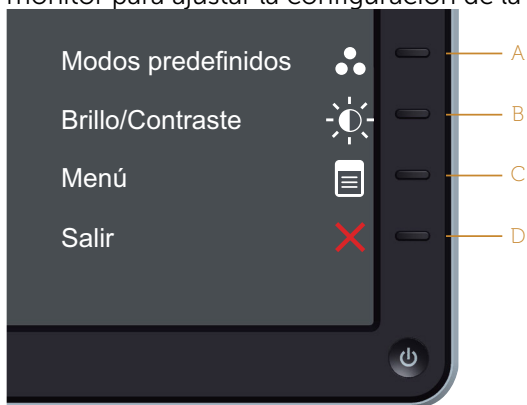 monitor para ajustar la configuración de la
Modos predefinidos
A
Brillo/Contraste
B
Menú
C
Salir
D